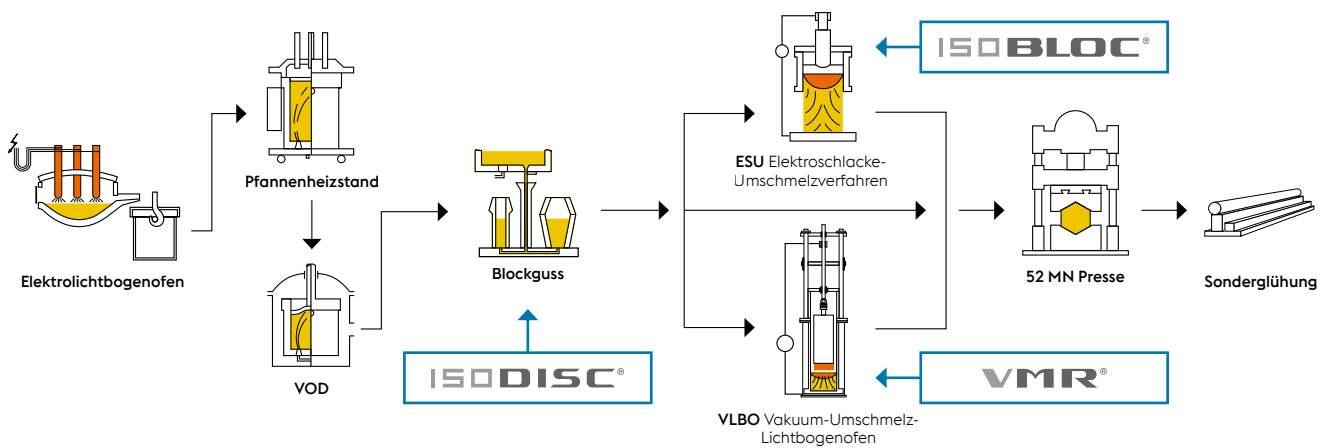 ISOBLOC®
ESU Elektroschlacke-
Umschmelzverfahren
Pfannenheizstand
Elektrolichtbogenofen
Blockguss
52 MN Presse
Sonderglühung
VOD
ISODISC®
VMR®
VLBO Vakuum-Umschmelz-
Lichtbogenofen